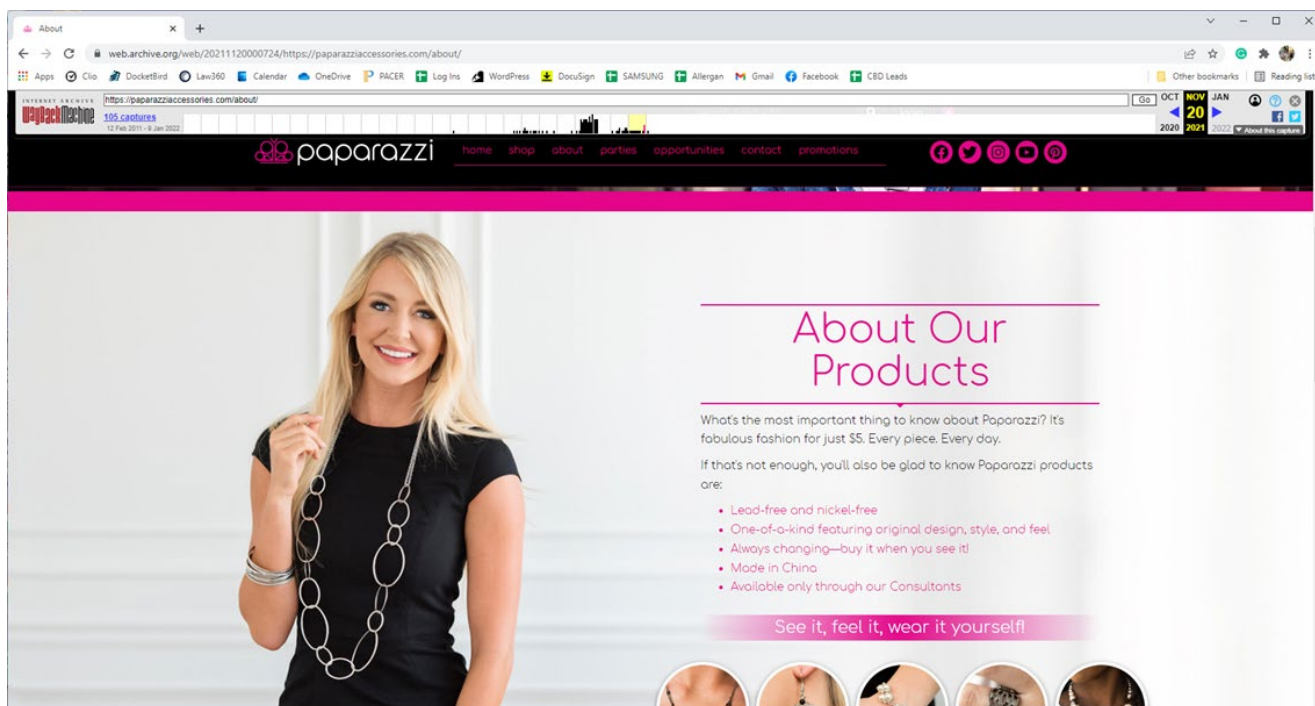 About
web.archive.org/web/20211120000724/https://paparazziaccessories.com/about/
Apps Clio DocketBird Law360 Calendar OneDrive PACER Log Ins WordPress DocuSign SAMSUNG Allergan Gmail Facebook CBD Leads Other bookmarks Reading list
INTERNET ARCHIVE
WayBackMachine
https://paparazziaccessories.com/about/
Go
OCT NOV JAN
105 captures
20
12 Feb 2011 - 9 Jan 2022
2020 2021 2022
About this capture
paparazzi
home shop about parties opportunities contact promotions
About Our
Products
What's the most important thing to know about Paparazzi? It's
fabulous fashion for just $5. Every piece. Every day.
If that's not enough, you'll also be glad to know Paparazzi products
are:
• Lead-free and nickel-free
• One-of-a-kind featuring original design, style, and feel
• Always changing—buy it when you see it!
• Made in China
• Available only through our Consultants
See it, feel it, wear it yourself!